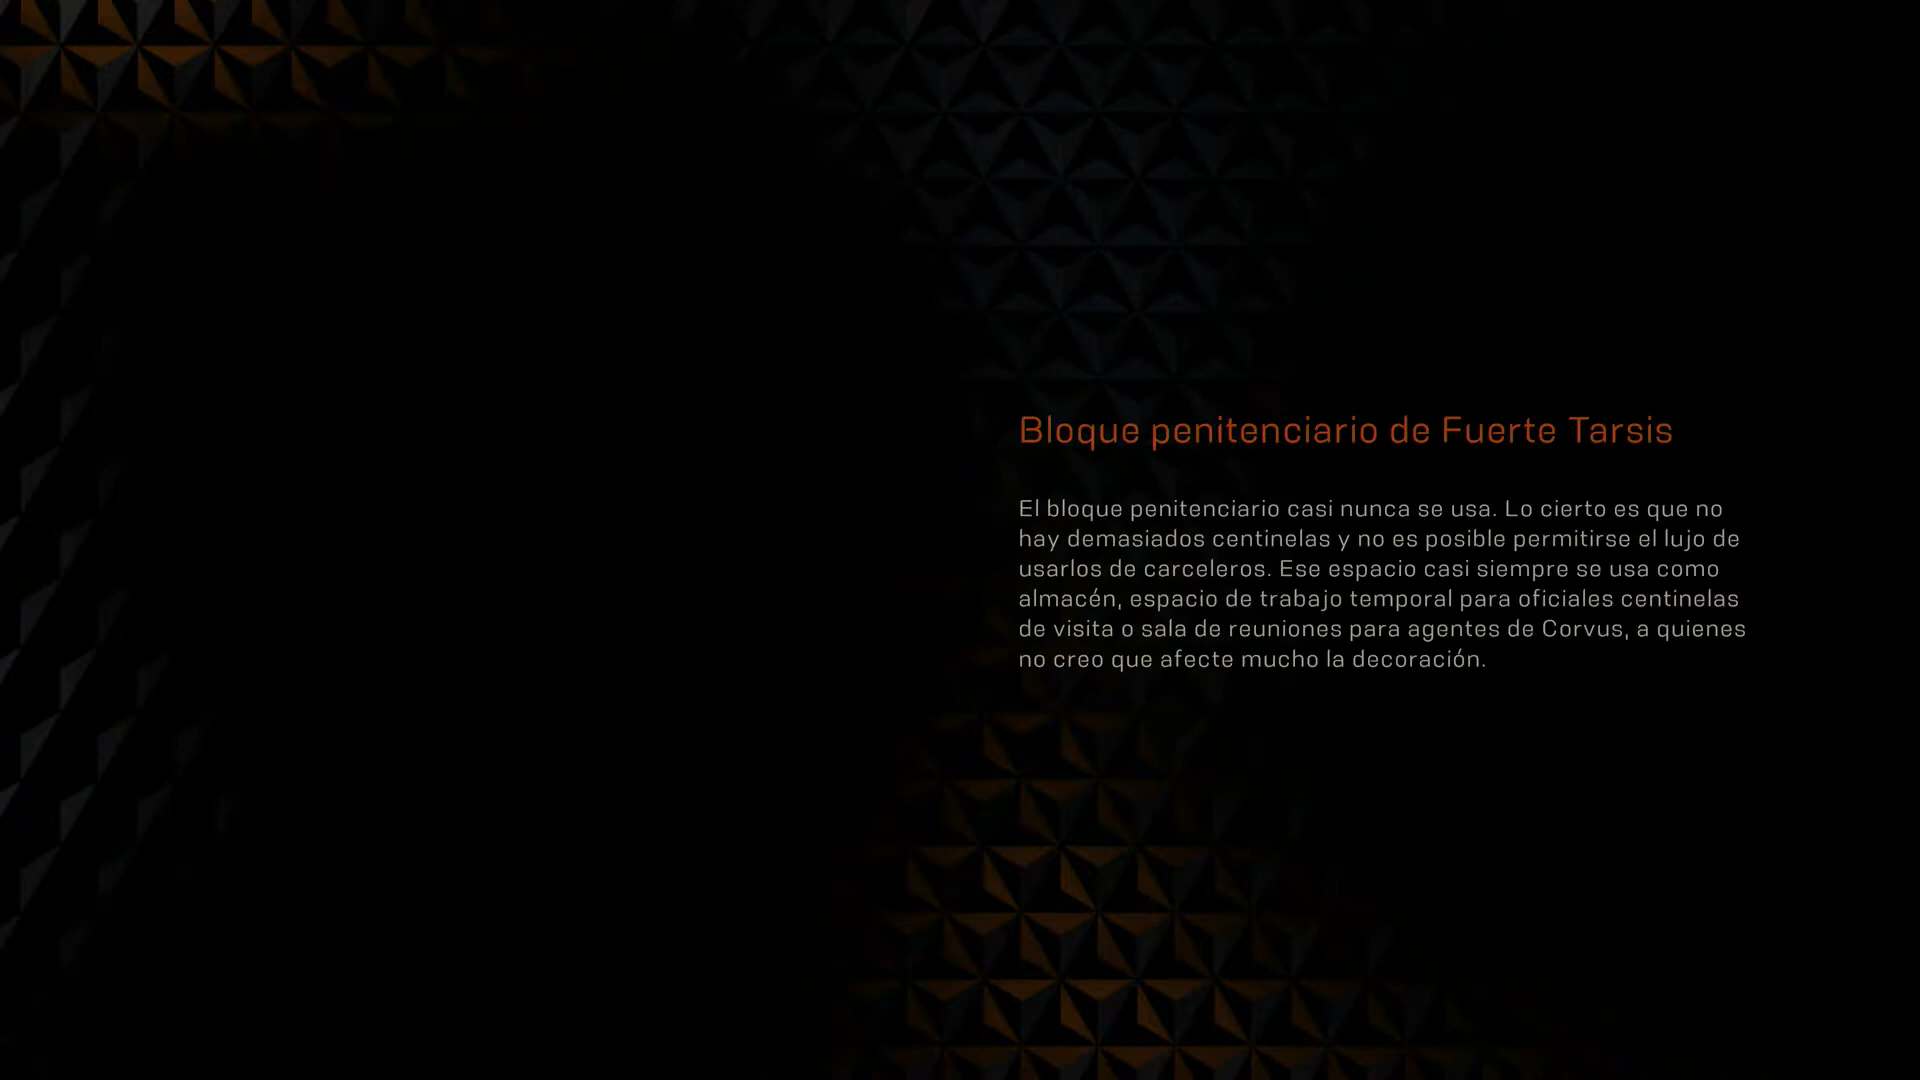 Bloque penitenciario de Fuerte Tarsis
El bloque penitenciario casi nunca se usa. Lo cierto es que no
hay demasiados centinelas y no es posible permitirse el lujo de
usarlos de carceleros. Ese espacio casi siempre se usa como
almacén, espacio de trabajo temporal para oficiales centinelas
de visita o sala de reuniones para agentes de Corvus, a quienes
no creo que afecte mucho la decoración.